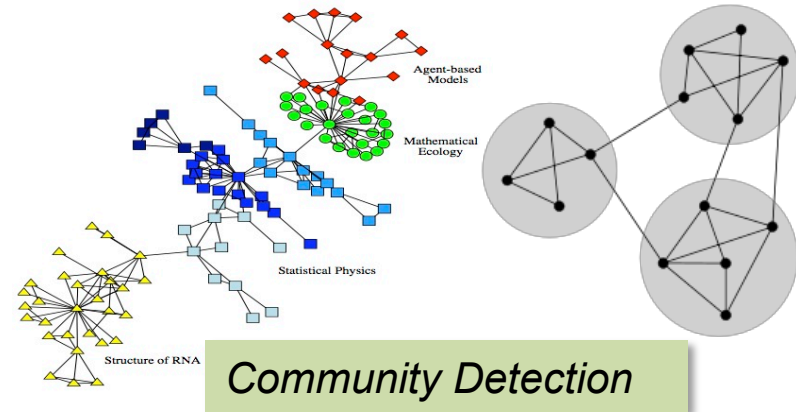 Agent-based
Models
Mathematical
Ecology
Statistical Physics
Structure of RNA
Community Detection